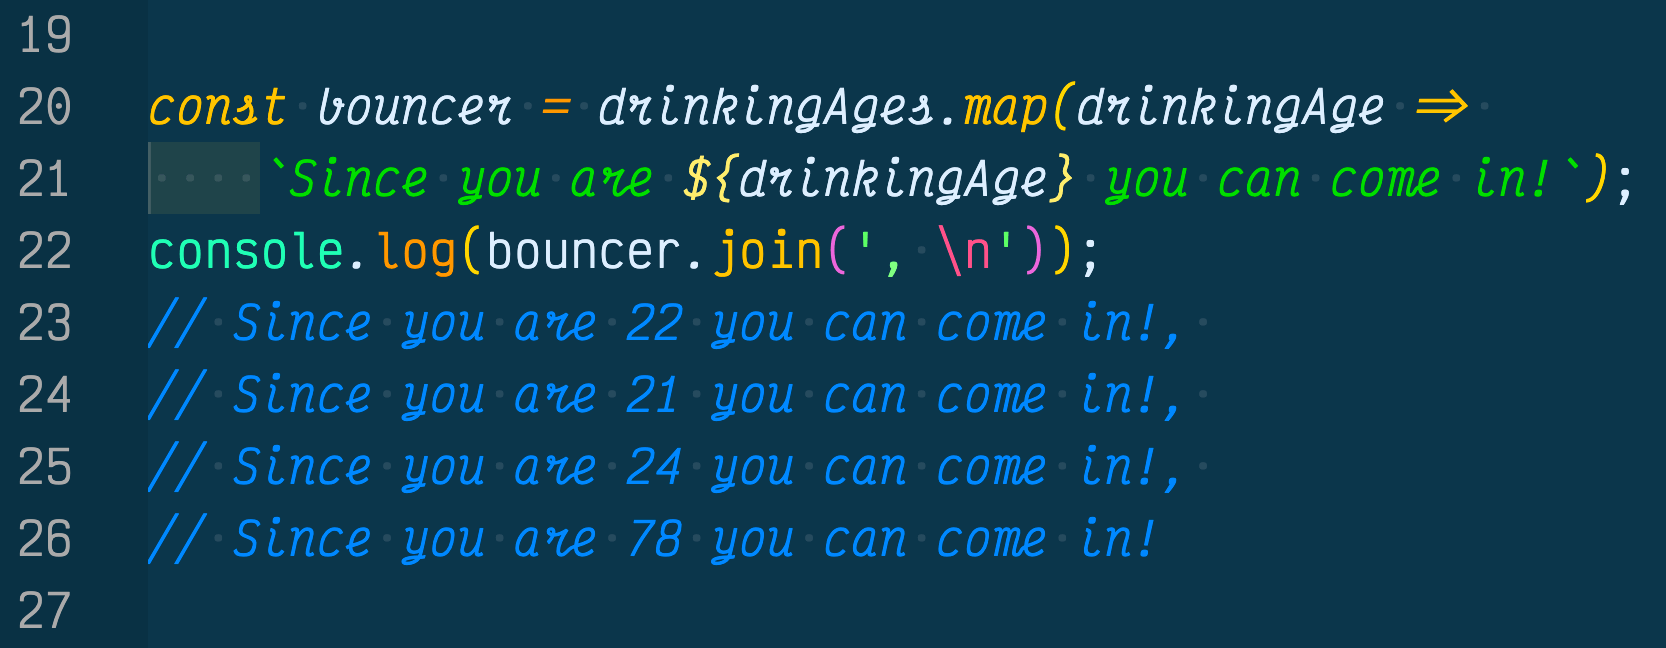 19
20 const bouncer = drinkingAges.map(drinkingAge =>
21     `Since you are ${drinkingAge} you can come in!`);
22 console.log(bouncer.join(', \n'));
23 // Since you are 22 you can come in!,
24 // Since you are 21 you can come in!,
25 // Since you are 24 you can come in!,
26 // Since you are 78 you can come in!
27